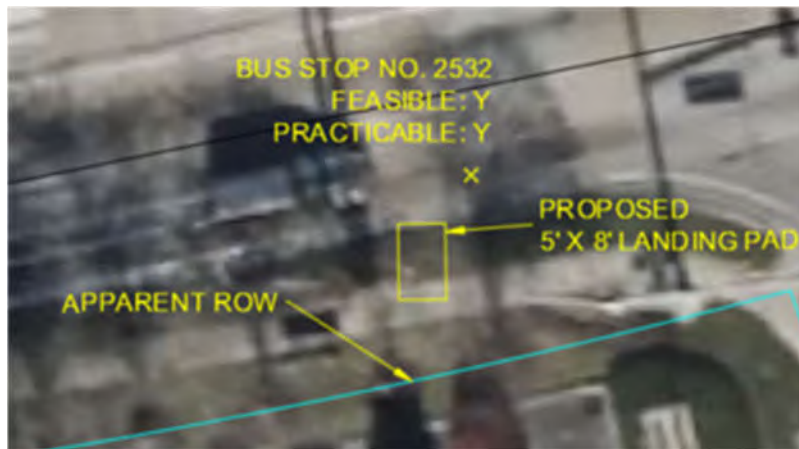 BUS STOP NO. 2532
FEASIBLE: Y
PRACTICABLE: Y
PROPOSED
5' X 8' LANDING PAD
APPARENT ROW